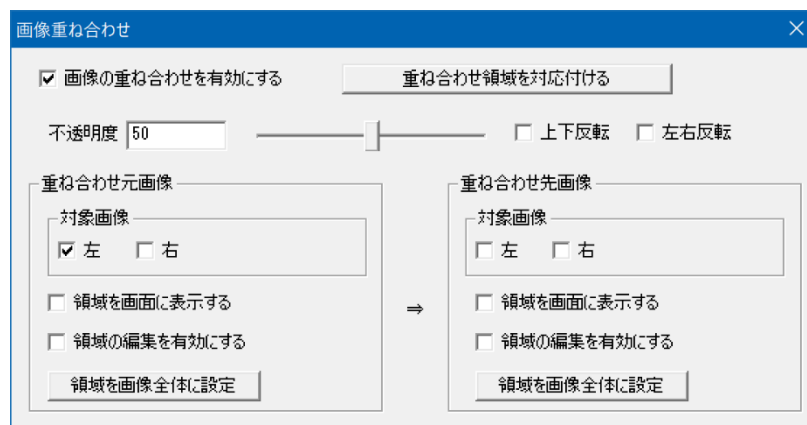 画像重ね合わせ
画像の重ね合わせを有効にする 重ね合わせ領域を対応付ける
不透明度 50 上下反転 左右反転
重ね合わせ元画像
対象画像
左 右
領域を画面に表示する
領域の編集を有効にする
領域を画像全体に設定
⇒
重ね合わせ先画像
対象画像
左 右
領域を画面に表示する
領域の編集を有効にする
領域を画像全体に設定